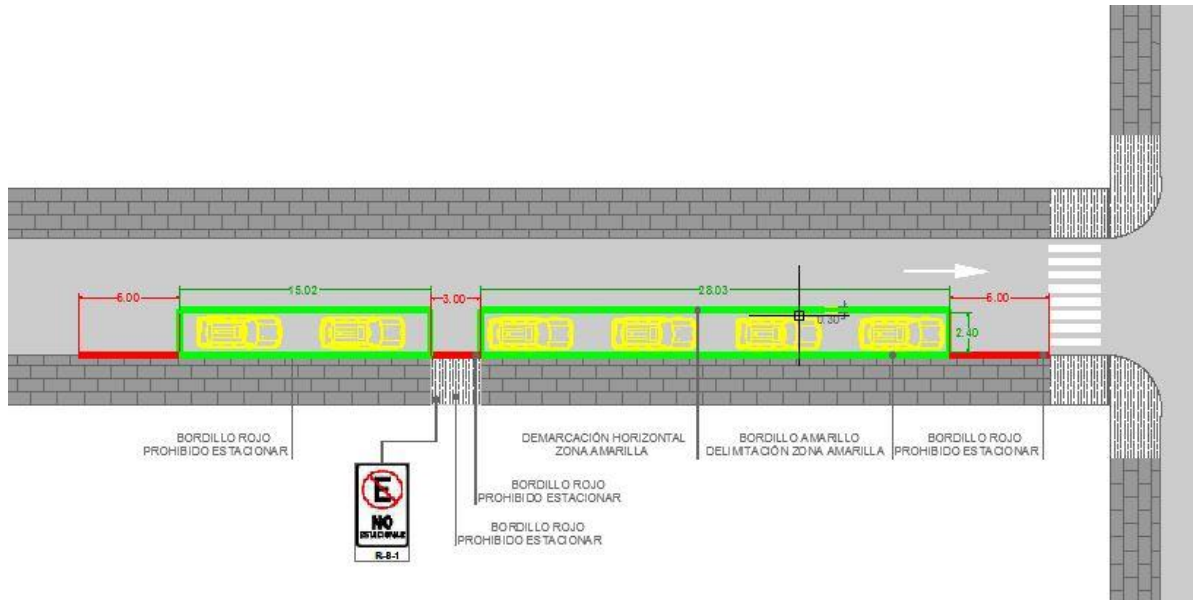 6.00
15.02
3.00
28.03
0.30
6.00
2.40
BORDILLO ROJO
PROHIBIDO ESTACIONAR
DEMARCACIÓN HORIZONTAL
ZONA AMARILLA
BORDILLO AMARILLO
DELIMITACIÓN ZONA AMARILLA
BORDILLO ROJO
PROHIBIDO ESTACIONAR
E
NO
ESTACIONAR
R-8-1
BORDILLO ROJO
PROHIBIDO ESTACIONAR
BORDILLO ROJO
PROHIBIDO ESTACIONAR